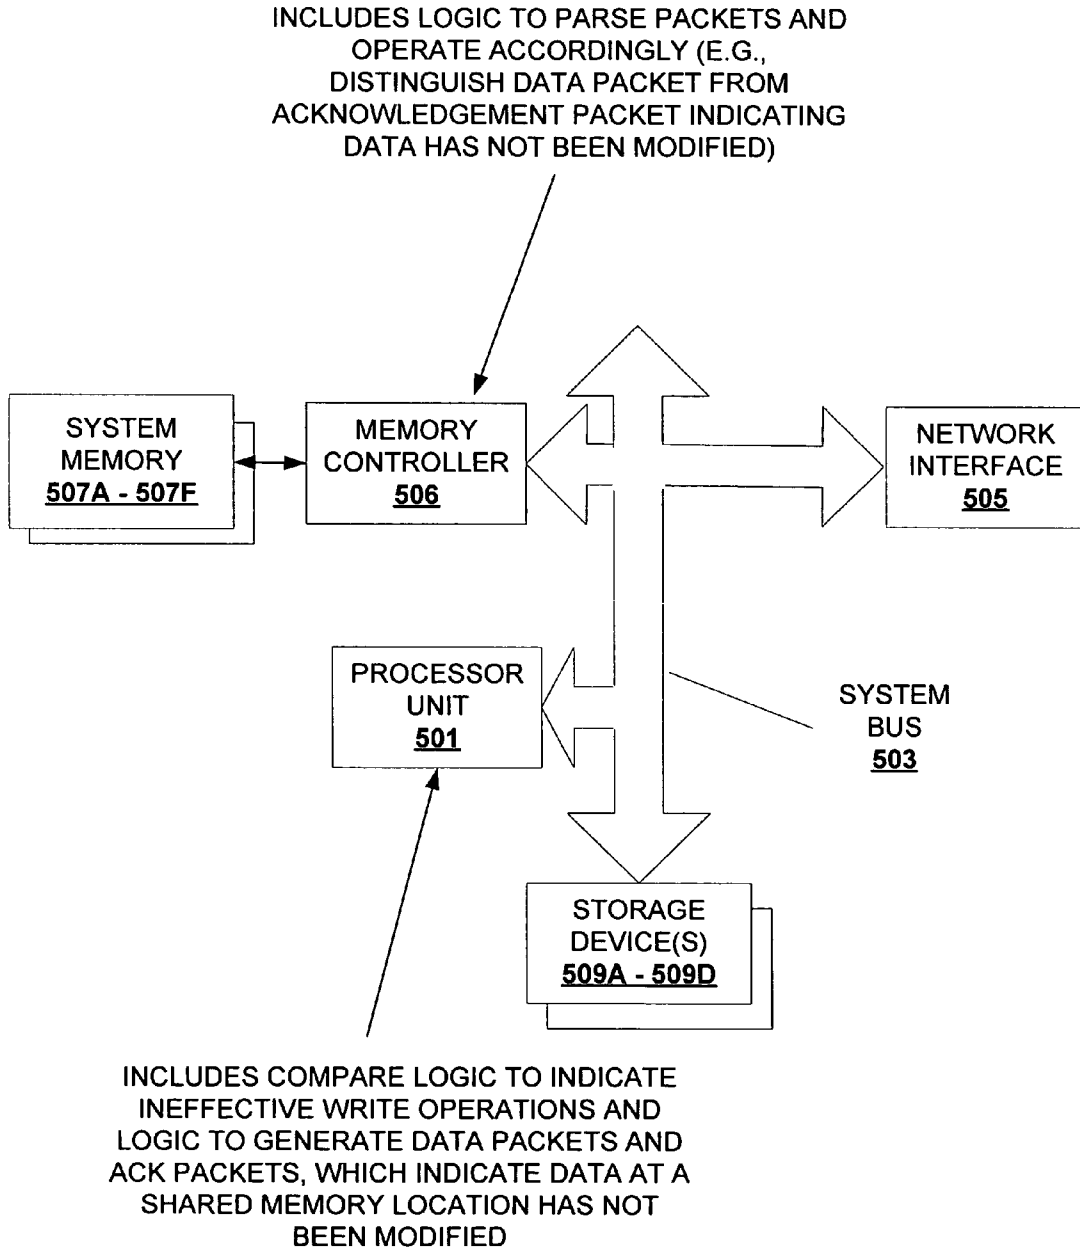 INCLUDES LOGIC TO PARSE PACKETS AND
OPERATE ACCORDINGLY (E.G.,
DISTINGUISH DATA PACKET FROM
ACKNOWLEDGEMENT PACKET INDICATING
DATA HAS NOT BEEN MODIFIED)
SYSTEM
MEMORY
507A - 507F
MEMORY
CONTROLLER
506
NETWORK
INTERFACE
505
PROCESSOR
UNIT
501
SYSTEM
BUS
503
STORAGE
DEVICE(S)
509A - 509D
INCLUDES COMPARE LOGIC TO INDICATE
INEFFECTIVE WRITE OPERATIONS AND
LOGIC TO GENERATE DATA PACKETS AND
ACK PACKETS, WHICH INDICATE DATA AT A
SHARED MEMORY LOCATION HAS NOT
BEEN MODIFIED